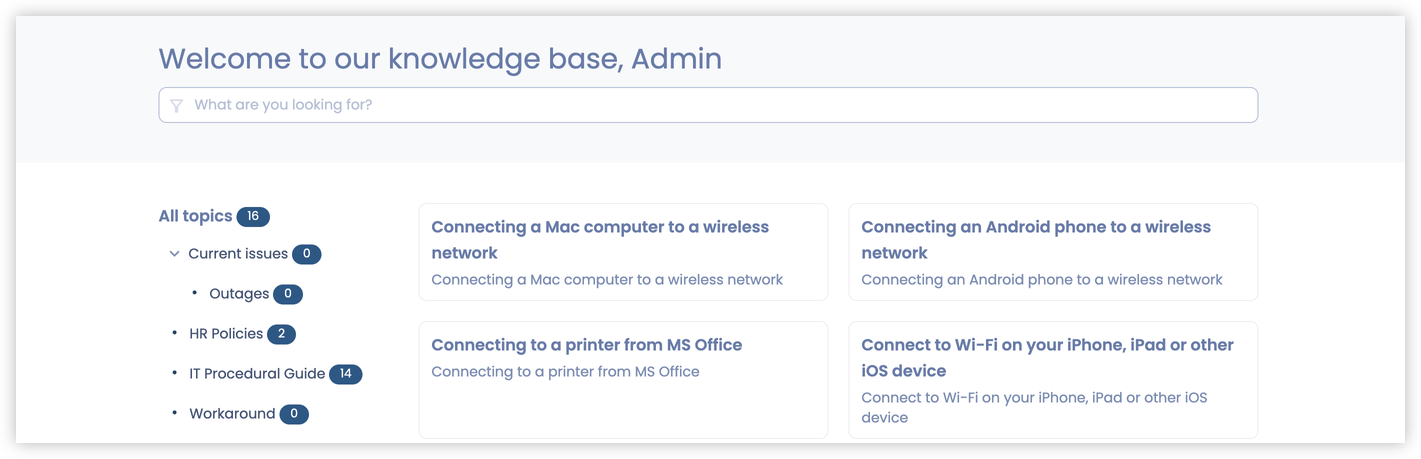 Welcome to our knowledge base, Admin
What are you looking for?
All topics 16
Current issues 0
Outages 0
HR Policies 2
IT Procedural Guide 14
Workaround 0
Connecting a Mac computer to a wireless
network
Connecting a Mac computer to a wireless network
Connecting an Android phone to a wireless
network
Connecting an Android phone to a wireless network
Connecting to a printer from MS Office
Connecting to a printer from MS Office
Connect to Wi-Fi on your iPhone, iPad or other
iOS device
Connect to Wi-Fi on your iPhone, iPad or other iOS
device